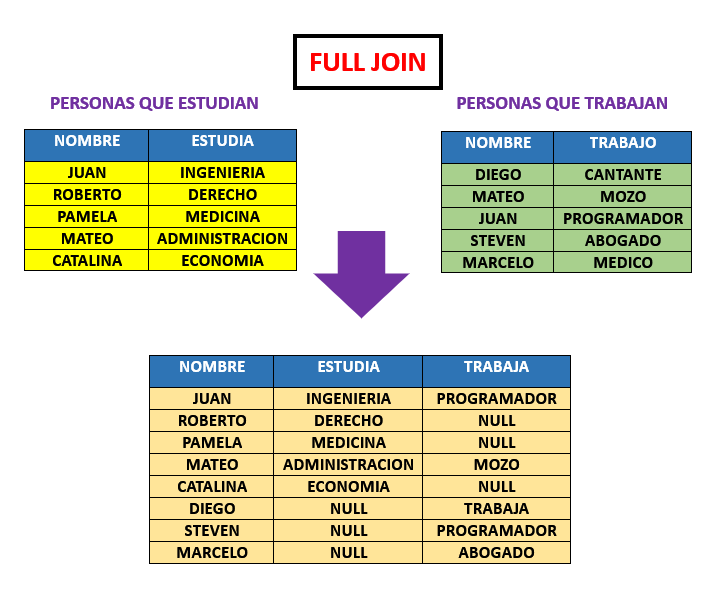 FULL JOIN
PERSONAS QUE ESTUDIAN
NOMBRE ESTUDIA
JUAN INGENIERIA
ROBERTO DERECHO
PAMELA MEDICINA
MATEO ADMINISTRACION
CATALINA ECONOMIA
PERSONAS QUE TRABAJAN
NOMBRE TRABAJO
DIEGO CANTANTE
MATEO MOZO
JUAN PROGRAMADOR
STEVEN ABOGADO
MARCELO MEDICO
NOMBRE ESTUDIA TRABAJA
JUAN INGENIERIA PROGRAMADOR
ROBERTO DERECHO NULL
PAMELA MEDICINA NULL
MATEO ADMINISTRACION MOZO
CATALINA ECONOMIA NULL
DIEGO NULL TRABAJA
STEVEN NULL PROGRAMADOR
MARCELO NULL ABOGADO